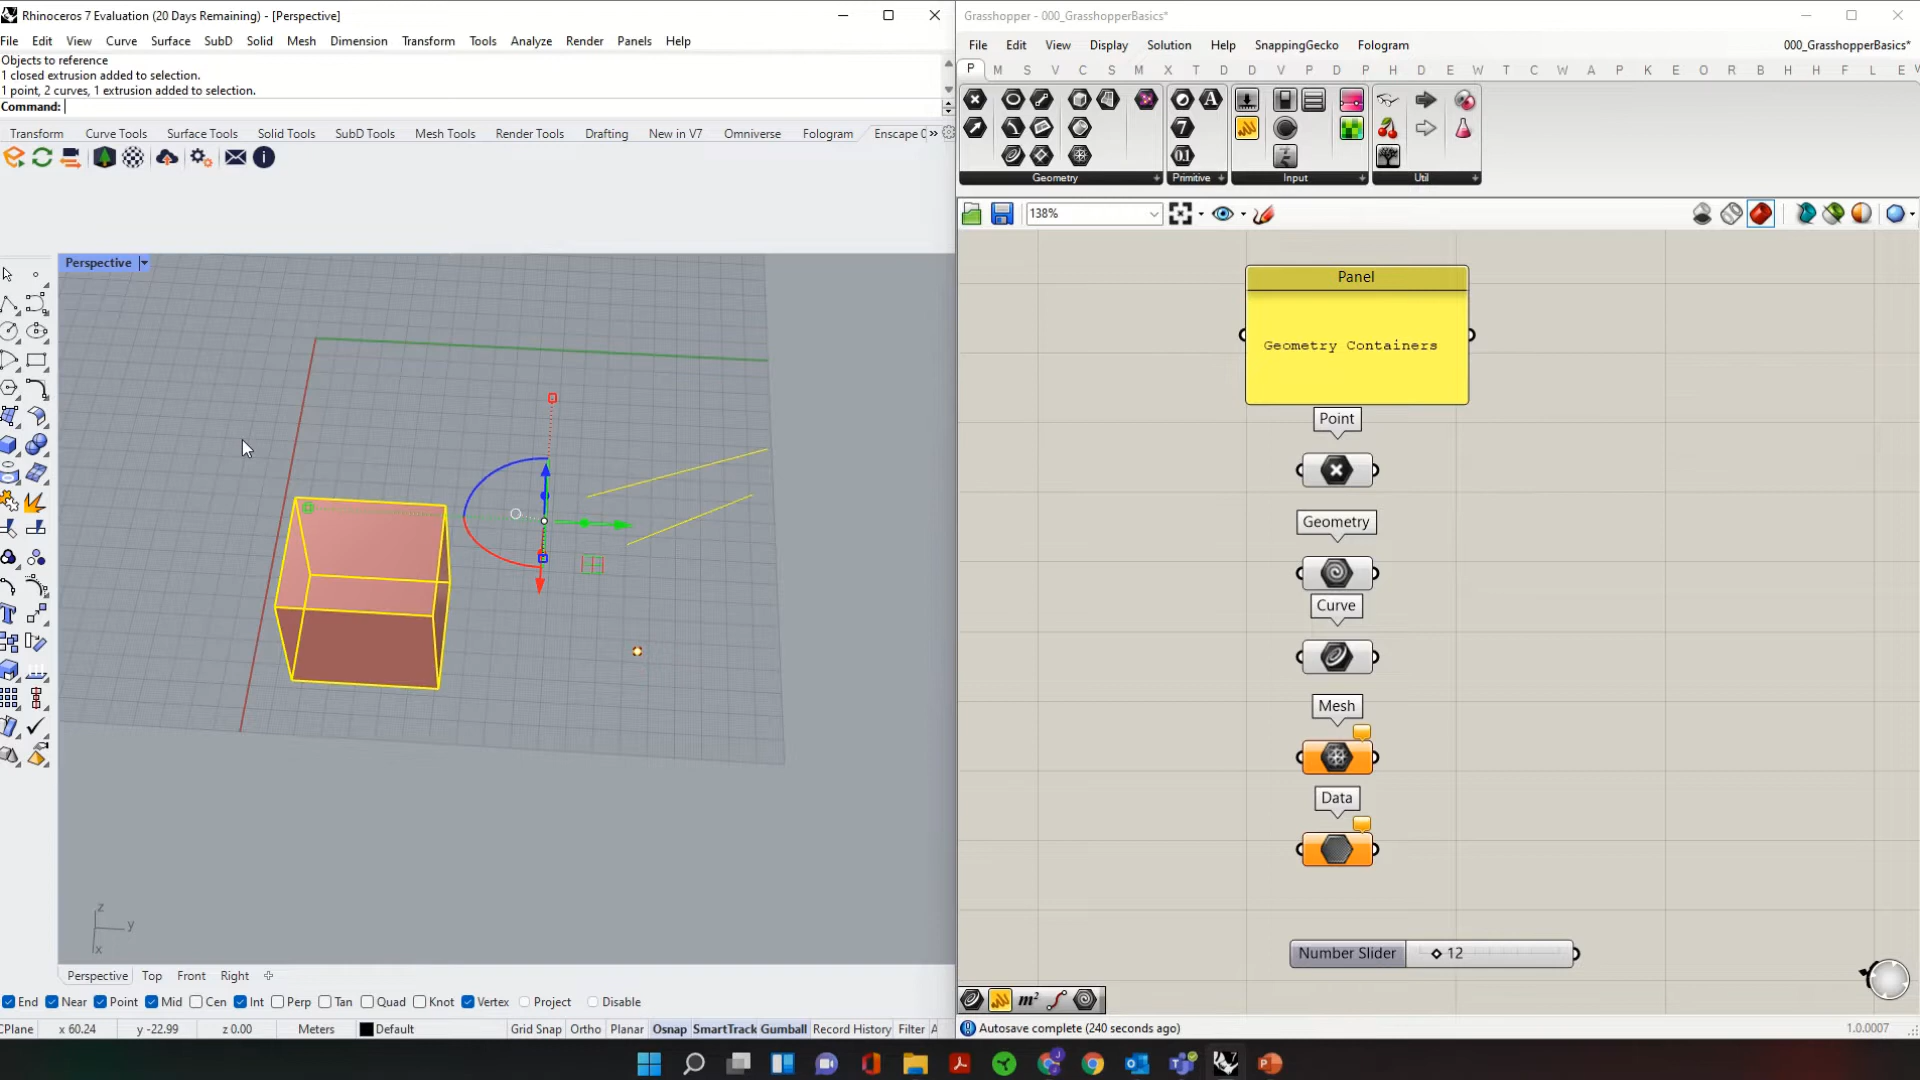 Rhinoceros 7 Evaluation (20 Days Remaining) - [Perspective]
File Edit View Curve Surface SubD Solid Mesh Dimension Transform Tools Analyze Render Panels Help
Objects to reference
1 closed extrusion added to selection.
1 point, 2 curves, 1 extrusion added to selection.
Command:
Transform Curve Tools Surface Tools Solid Tools SubD Tools Mesh Tools Render Tools Drafting New in V7 Omniverse Fologram Enscape »
Perspective
z
y
x
Perspective Top Front Right
End Near Point Mid Cen Int Perp Tan Quad Knot Vertex Project Disable
CPlane x 60.24 y -22.99 z 0.00 Meters Default Grid Snap Ortho Planar Osnap SmartTrack Gumball Record History Filter A
Grasshopper - 000_GrasshopperBasics*
File Edit View Display Solution Help SnappingGecko Fologram 000_GrasshopperBasics*
P M S V C S M X T D D V P D P H D E W T C W A P K E O R B H H F L E
Geometry Primitive Input Util
138%
Panel
Geometry Containers
Point
Geometry
Curve
Mesh
Data
Number Slider 12
m²
Autosave complete (240 seconds ago) 1.0.0007